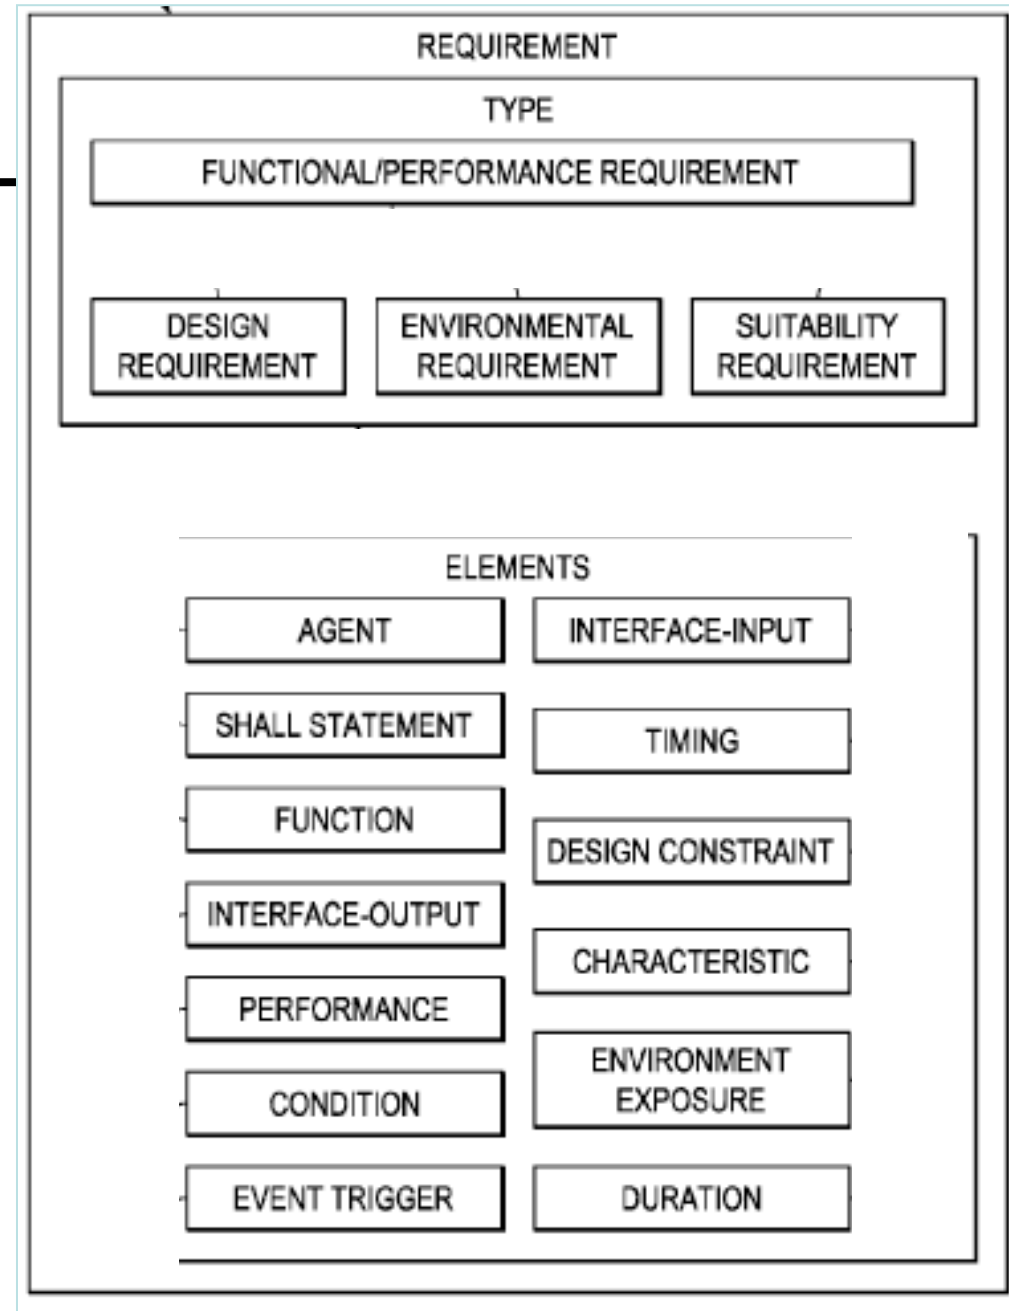 REQUIREMENT
TYPE
FUNCTIONAL/PERFORMANCE REQUIREMENT
DESIGN
REQUIREMENT
ENVIRONMENTAL
REQUIREMENT
SUITABILITY
REQUIREMENT
ELEMENTS
AGENT
SHALL STATEMENT
FUNCTION
INTERFACE-OUTPUT
PERFORMANCE
CONDITION
EVENT TRIGGER
INTERFACE-INPUT
TIMING
DESIGN CONSTRAINT
CHARACTERISTIC
ENVIRONMENT
EXPOSURE
DURATION